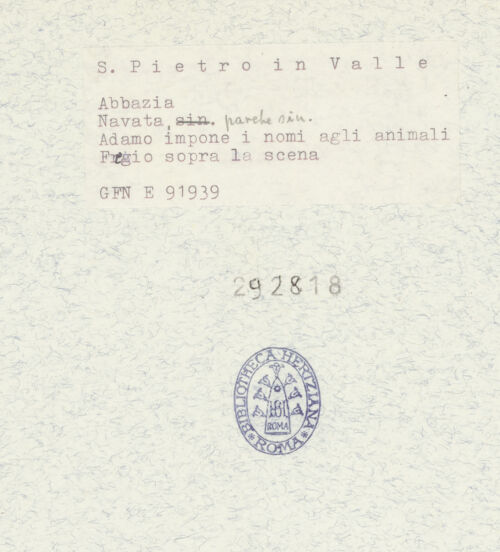 S. Pietro in Valle
Abbazia
Navata sin. parete sin.
Adamo impone i nomi agli animali
Fregio sopra la scena
GFN E 91939
292818
BIBLIOTHECA HERTZIANA
ROMA
ROMA